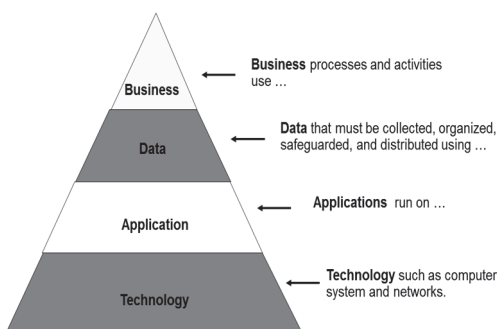 Business
Business processes and activities
use …
Data
Data that must be collected, organized,
safeguarded, and distributed using …
Application
Applications run on …
Technology
Technology such as computer
system and networks.